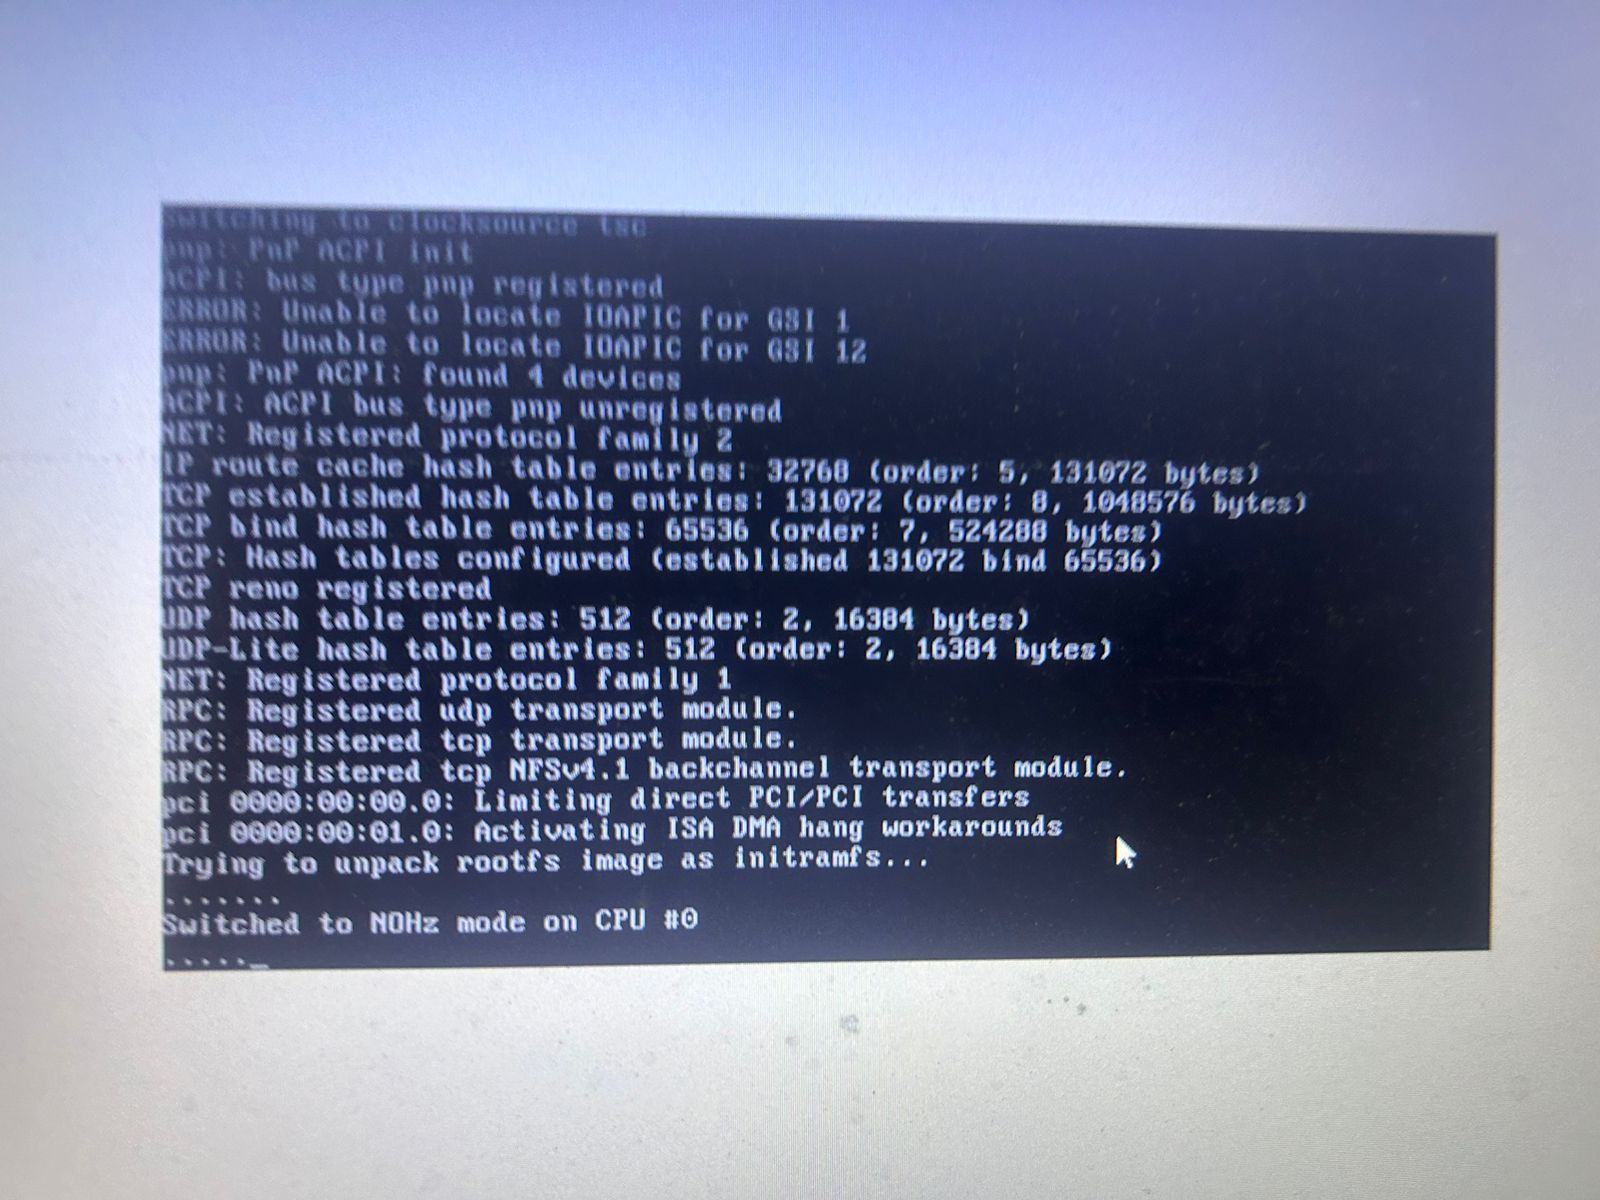 Switching to clocksource tsc
pnp: PnP ACPI init
ACPI: bus type pnp registered
ERROR: Unable to locate IOAPIC for GSI 1
ERROR: Unable to locate IOAPIC for GSI 12
pnp: PnP ACPI: found 4 devices
ACPI: ACPI bus type pnp unregistered
NET: Registered protocol family 2
IP route cache hash table entries: 32768 (order: 5, 131072 bytes)
TCP established hash table entries: 131072 (order: 8, 1048576 bytes)
TCP bind hash table entries: 65536 (order: 7, 524288 bytes)
TCP: Hash tables configured (established 131072 bind 65536)
TCP reno registered
UDP hash table entries: 512 (order: 2, 16384 bytes)
UDP-Lite hash table entries: 512 (order: 2, 16384 bytes)
NET: Registered protocol family 1
RPC: Registered udp transport module.
RPC: Registered tcp transport module.
RPC: Registered tcp NFSv4.1 backchannel transport module.
pci 0000:00:00.0: Limiting direct PCI/PCI transfers
pci 0000:00:01.0: Activating ISA DMA hang workarounds
Trying to unpack rootfs image as initramfs...
.......
Switched to NOHz mode on CPU #0
....._